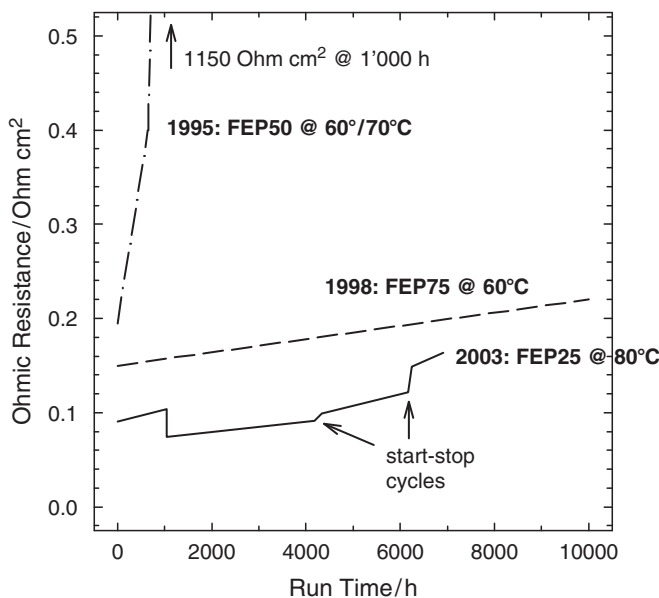 0.5
0.4
0.3
0.2
0.1
0.0
Ohmic Resistance/Ohm cm²
1150 Ohm cm² @ 1’000 h
1995: FEP50 @ 60°/70°C
1998: FEP75 @ 60°C
2003: FEP25 @ 80°C
start-stop
cycles
0 2000 4000 6000 8000 10000
Run Time/h